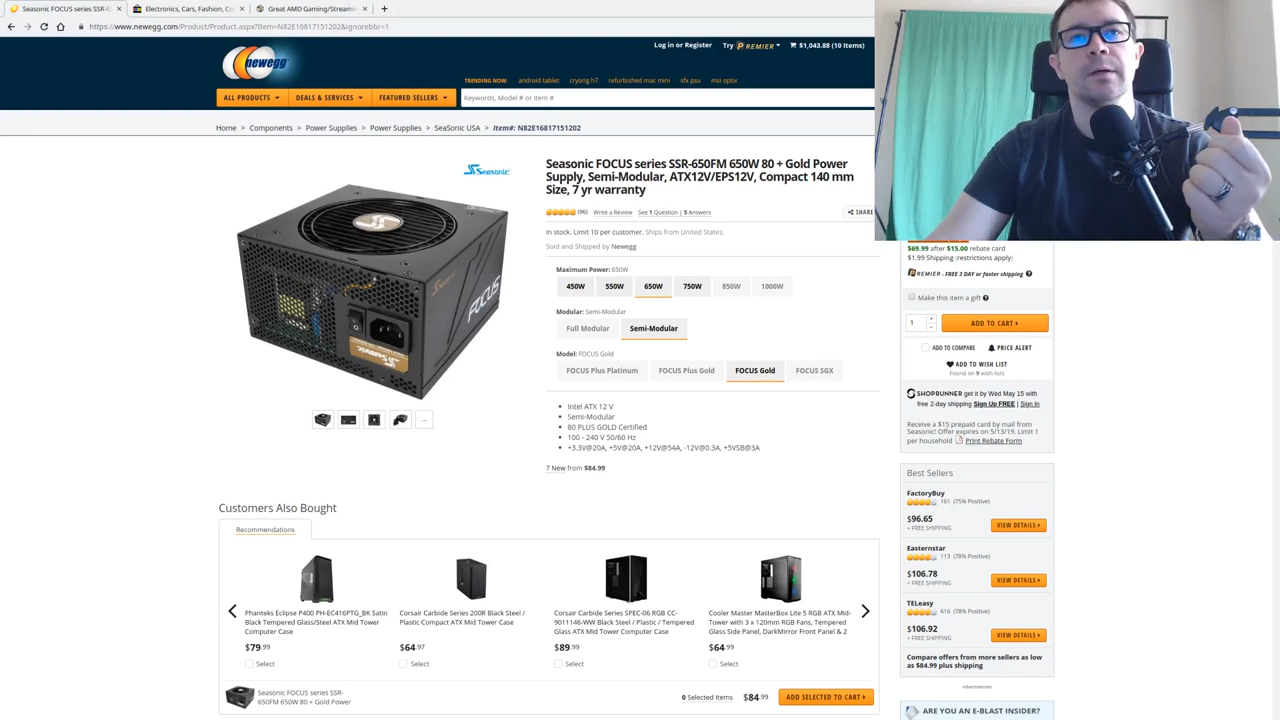 Seasonic FOCUS series SSR-6
Electronics, Cars, Fashion, Co
Great AMD Gaming/Streamin
https://www.newegg.com/Product/Product.aspx?Item=N82E16817151202&ignorebbr=1
Log in or Register
Try PREMIER
$1,043.88 (10 Items)
newegg
TRENDING NOW: android tablet cryorig h7 refurbished mac mini sfx psu msi optix
ALL PRODUCTS
DEALS & SERVICES
FEATURED SELLERS
Keywords, Model # or Item #
Home > Components > Power Supplies > Power Supplies > SeaSonic USA > Item#: N82E16817151202
Seasonic
Seasonic FOCUS series SSR-650FM 650W 80 + Gold Power
Supply, Semi-Modular, ATX12V/EPS12V, Compact 140 mm
Size, 7 yr warranty
(96) Write a Review See 1 Question | 5 Answers
SHARE
In stock. Limit 10 per customer. Ships from United States.
Sold and Shipped by Newegg
Maximum Power: 650W
450W 550W 650W 750W 850W 1000W
Modular: Semi-Modular
Full Modular Semi-Modular
Model: FOCUS Gold
FOCUS Plus Platinum FOCUS Plus Gold FOCUS Gold FOCUS SGX
Intel ATX 12 V
Semi-Modular
80 PLUS GOLD Certified
100 - 240 V 50/60 Hz
+3.3V@20A, +5V@20A, +12V@54A, -12V@0.3A, +5VSB@3A
7 New from $84.99
FOCUS
Seasonic
...
$69.99 after $15.00 rebate card
$1.99 Shipping (restrictions apply)
PREMIER - FREE 3 DAY or faster shipping
Make this item a gift
1
ADD TO CART
ADD TO COMPARE
PRICE ALERT
ADD TO WISH LIST
Found on 9 wish lists
SHOPRUNNER get it by Wed May 15 with
free 2-day shipping Sign Up FREE | Sign In
Receive a $15 prepaid card by mail from
Seasonic! Offer expires on 5/13/19. Limit 1
per household Print Rebate Form
Best Sellers
FactoryBuy
161 (75% Positive)
$96.65
+ FREE SHIPPING
VIEW DETAILS
Easternstar
113 (78% Positive)
$106.78
+ FREE SHIPPING
VIEW DETAILS
TELeasy
616 (78% Positive)
$106.92
+ FREE SHIPPING
VIEW DETAILS
Compare offers from more sellers as low
as $84.99 plus shipping
Advertisement
ARE YOU AN E-BLAST INSIDER?
Customers Also Bought
Recommendations
Phanteks Eclipse P400 PH-EC416PTG_BK Satin
Black Tempered Glass/Steel ATX Mid Tower
Computer Case
$79.99
Select
Corsair Carbide Series 200R Black Steel /
Plastic Compact ATX Mid Tower Case
$64.97
Select
Corsair Carbide Series SPEC-06 RGB CC-
9011146-WW Black Steel / Plastic / Tempered
Glass ATX Mid Tower Computer Case
$89.99
Select
Cooler Master MasterBox Lite 5 RGB ATX Mid-
Tower with 3 x 120mm RGB Fans, Tempered
Glass Side Panel, DarkMirror Front Panel & 2
$64.99
Select
Seasonic FOCUS series SSR-
650FM 650W 80 + Gold Power
0 Selected Items
$84.99
ADD SELECTED TO CART